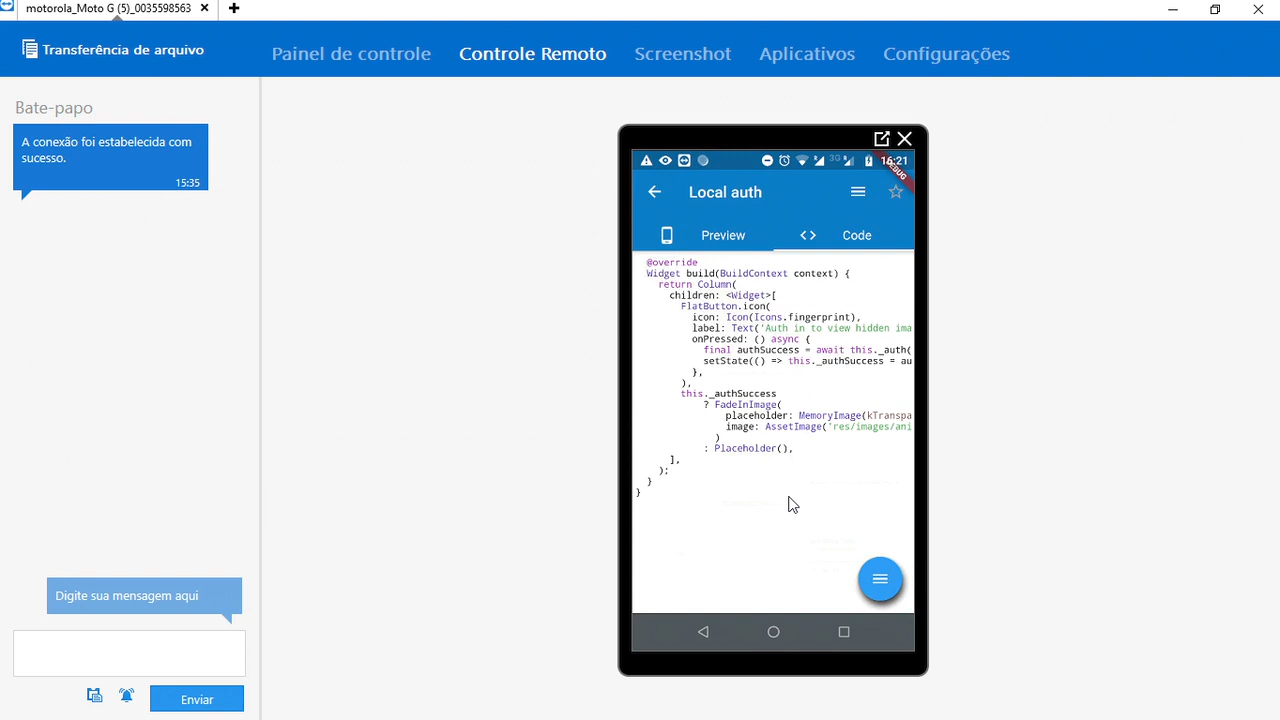 motorola_Moto G (5)_0035598563
Transferência de arquivo
Painel de controle
Controle Remoto
Screenshot
Aplicativos
Configurações
Bate-papo
A conexão foi estabelecida com
sucesso.
15:35
Digite sua mensagem aqui
Enviar
3G
16:21
DEBUG
Local auth
Preview
<> Code
@override
Widget build(BuildContext context) {
return Column(
children: <Widget>[
FlatButton.icon(
icon: Icon(Icons.fingerprint),
label: Text('Auth in to view hidden ima
onPressed: () async {
final authSuccess = await this._auth(
setState(() => this._authSuccess = au
},
),
this._authSuccess
? FadeInImage(
placeholder: MemoryImage(kTranspa
image: AssetImage('res/images/ani
)
: Placeholder(),
],
);
}
}